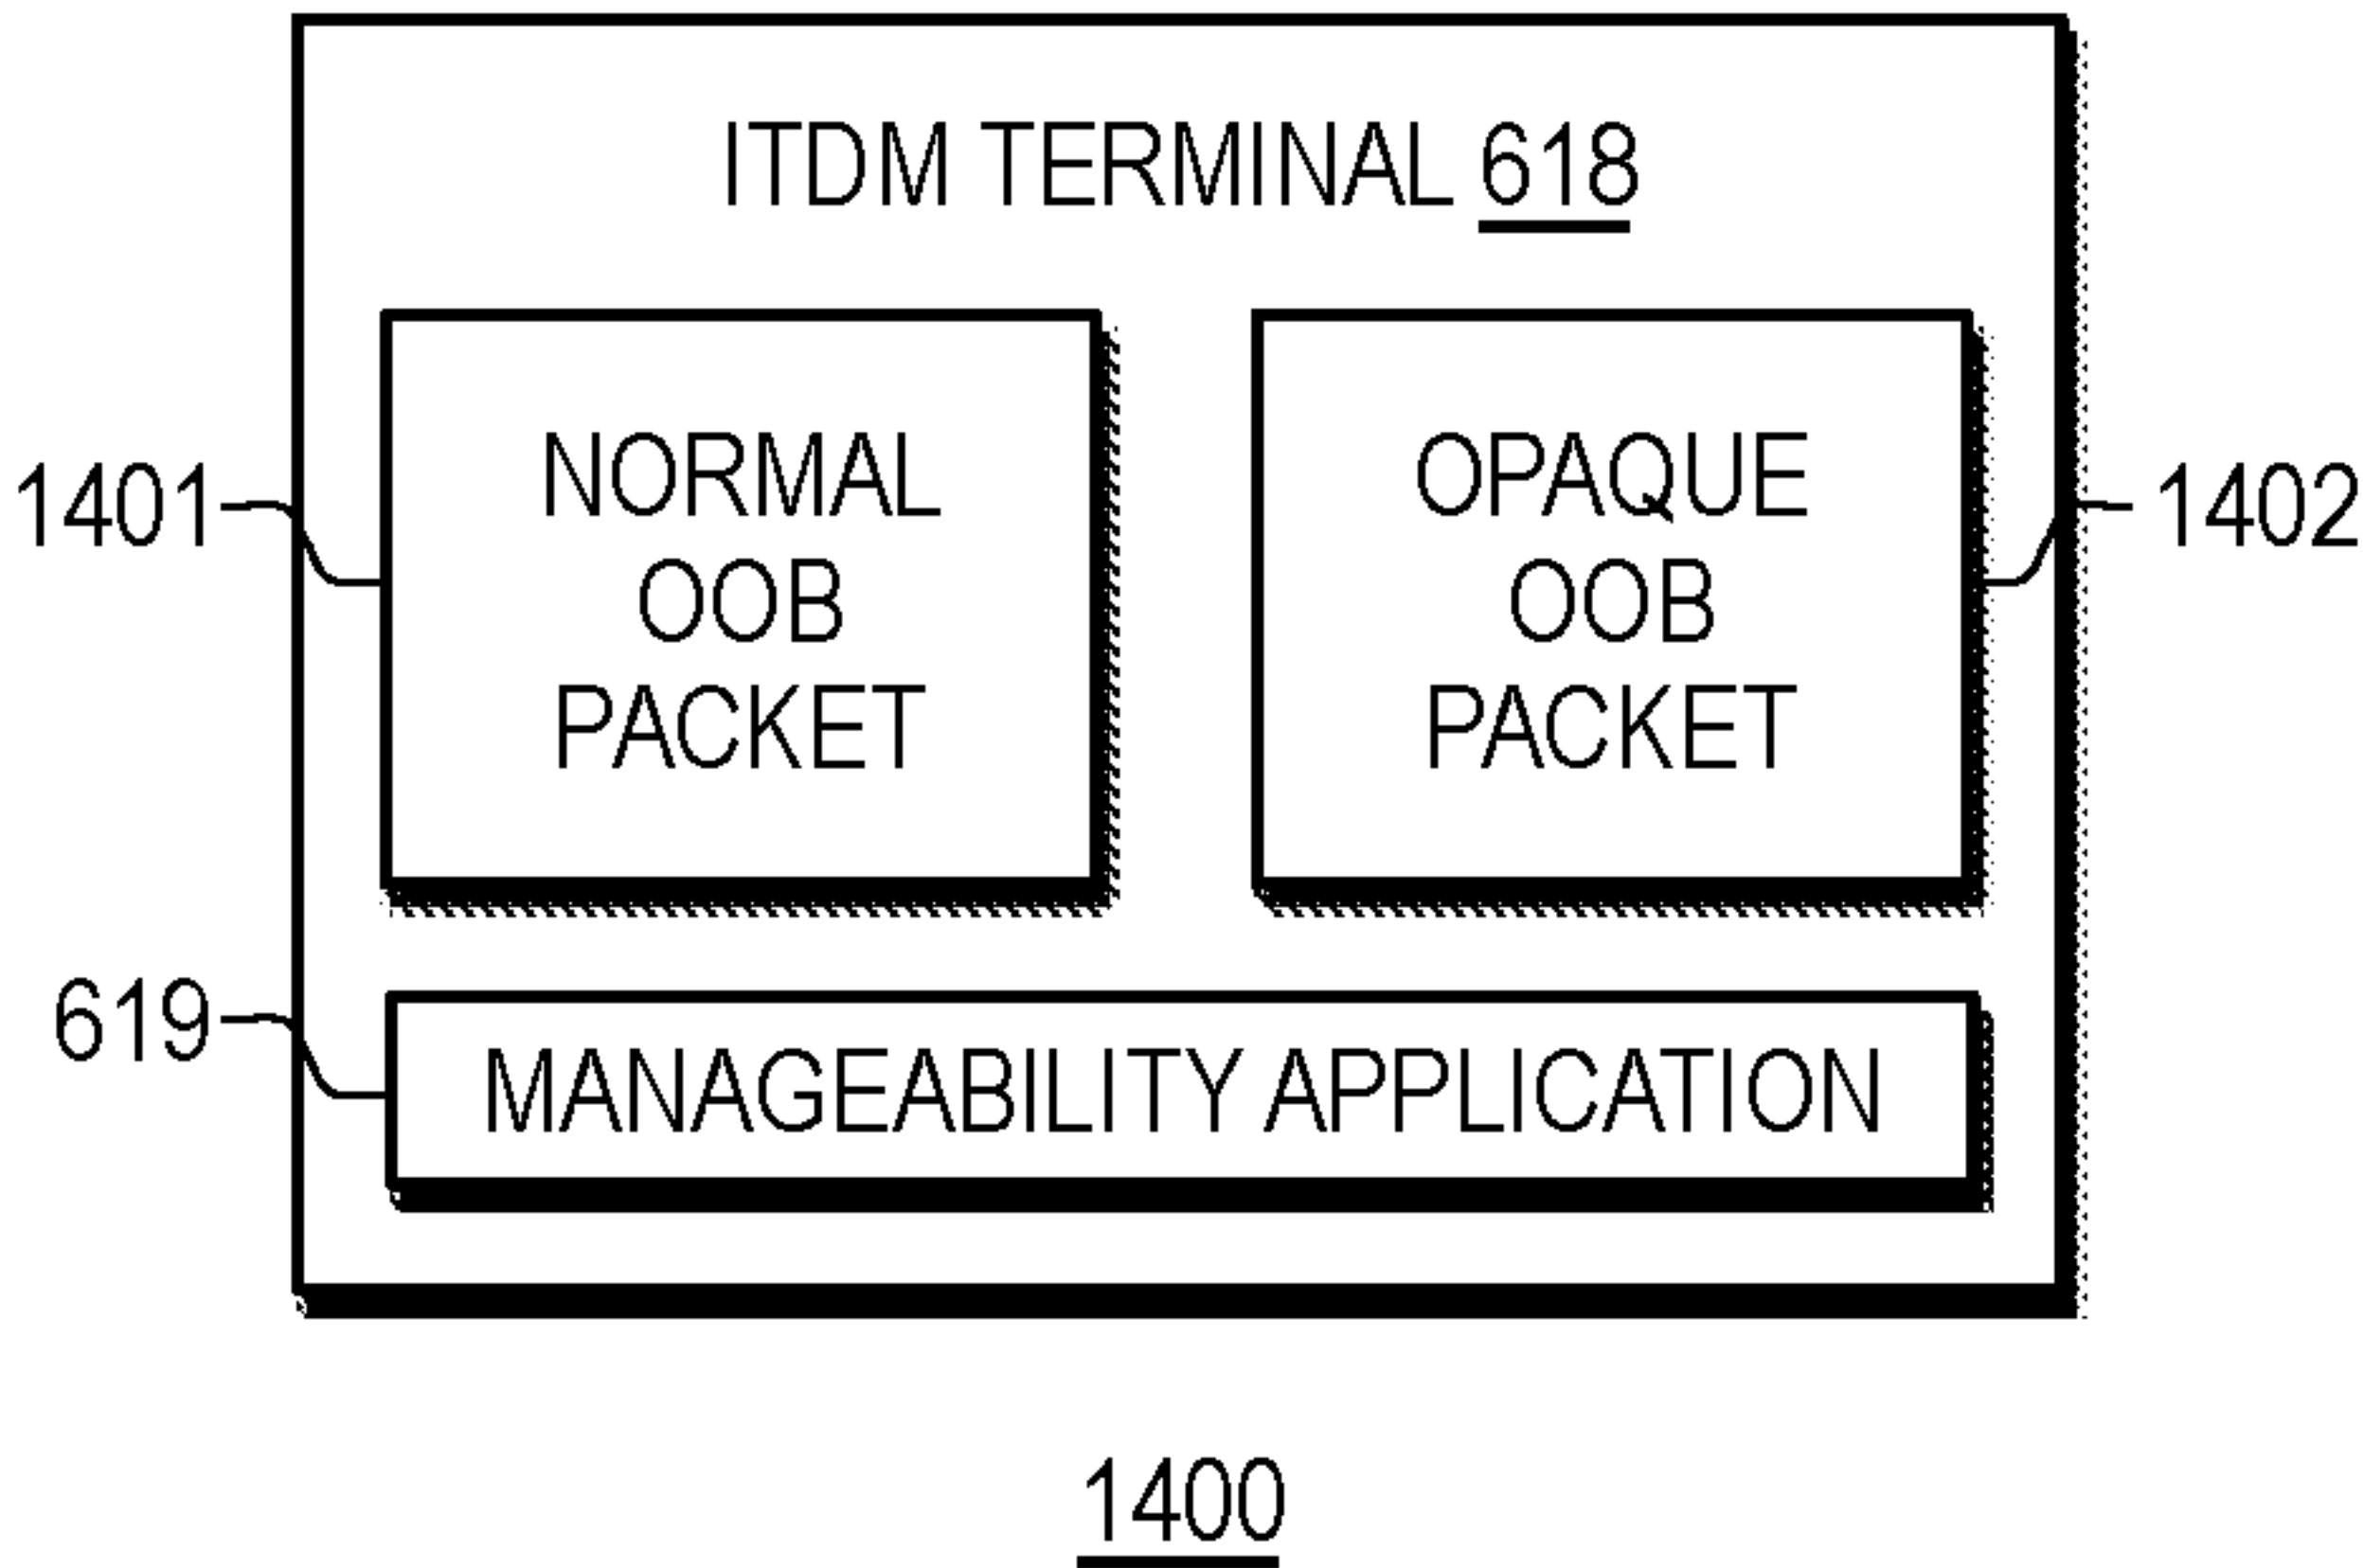 ITDM TERMINAL 618
1401
NORMAL
OOB
PACKET
OPAQUE
OOB
PACKET
1402
619
MANAGEABILITY APPLICATION
1400